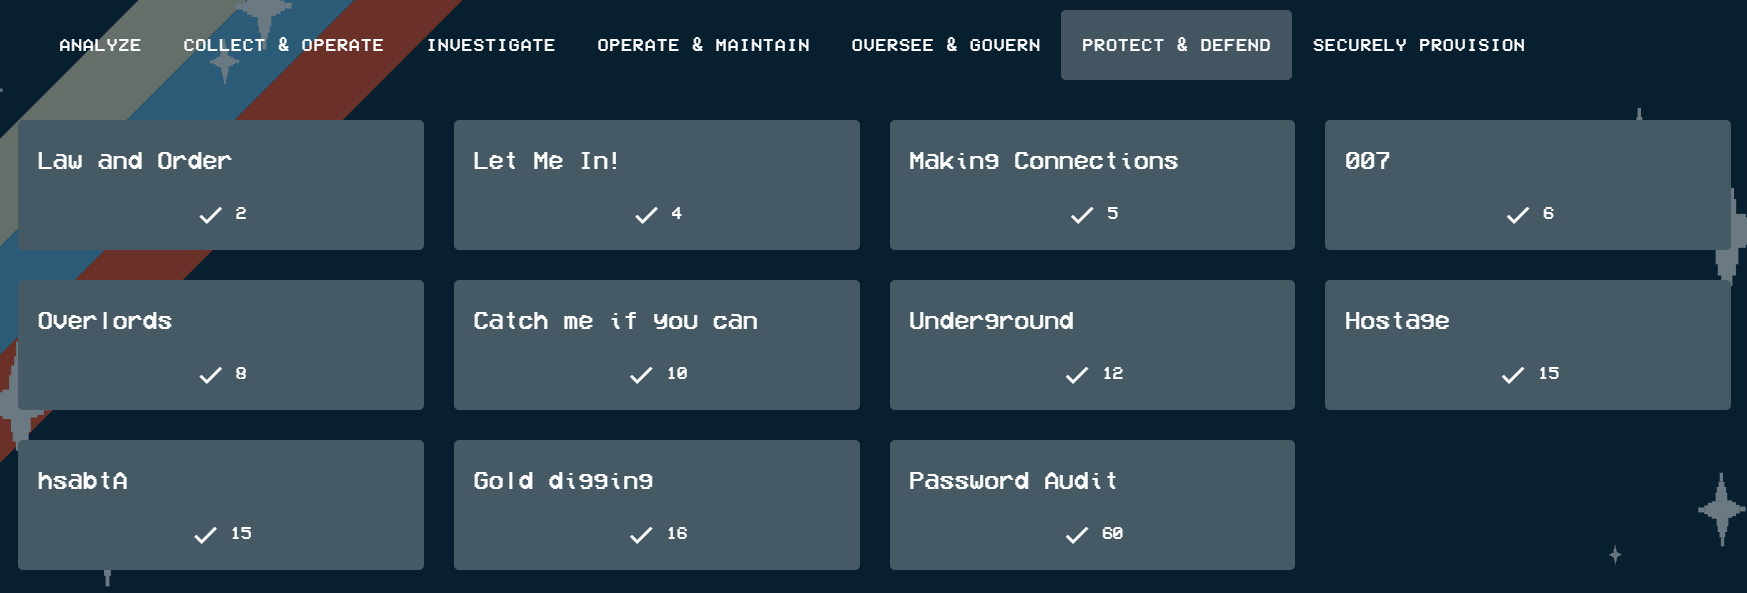 ANALYZE COLLECT & OPERATE INVESTIGATE OPERATE & MAINTAIN OVERSEE & GOVERN PROTECT & DEFEND SECURELY PROVISION
Law and Order
2
Let Me In!
4
Making Connections
5
007
6
Overlords
8
Catch me if you can
10
Underground
12
Hostage
15
hsabtA
15
Gold digging
16
Password Audit
60